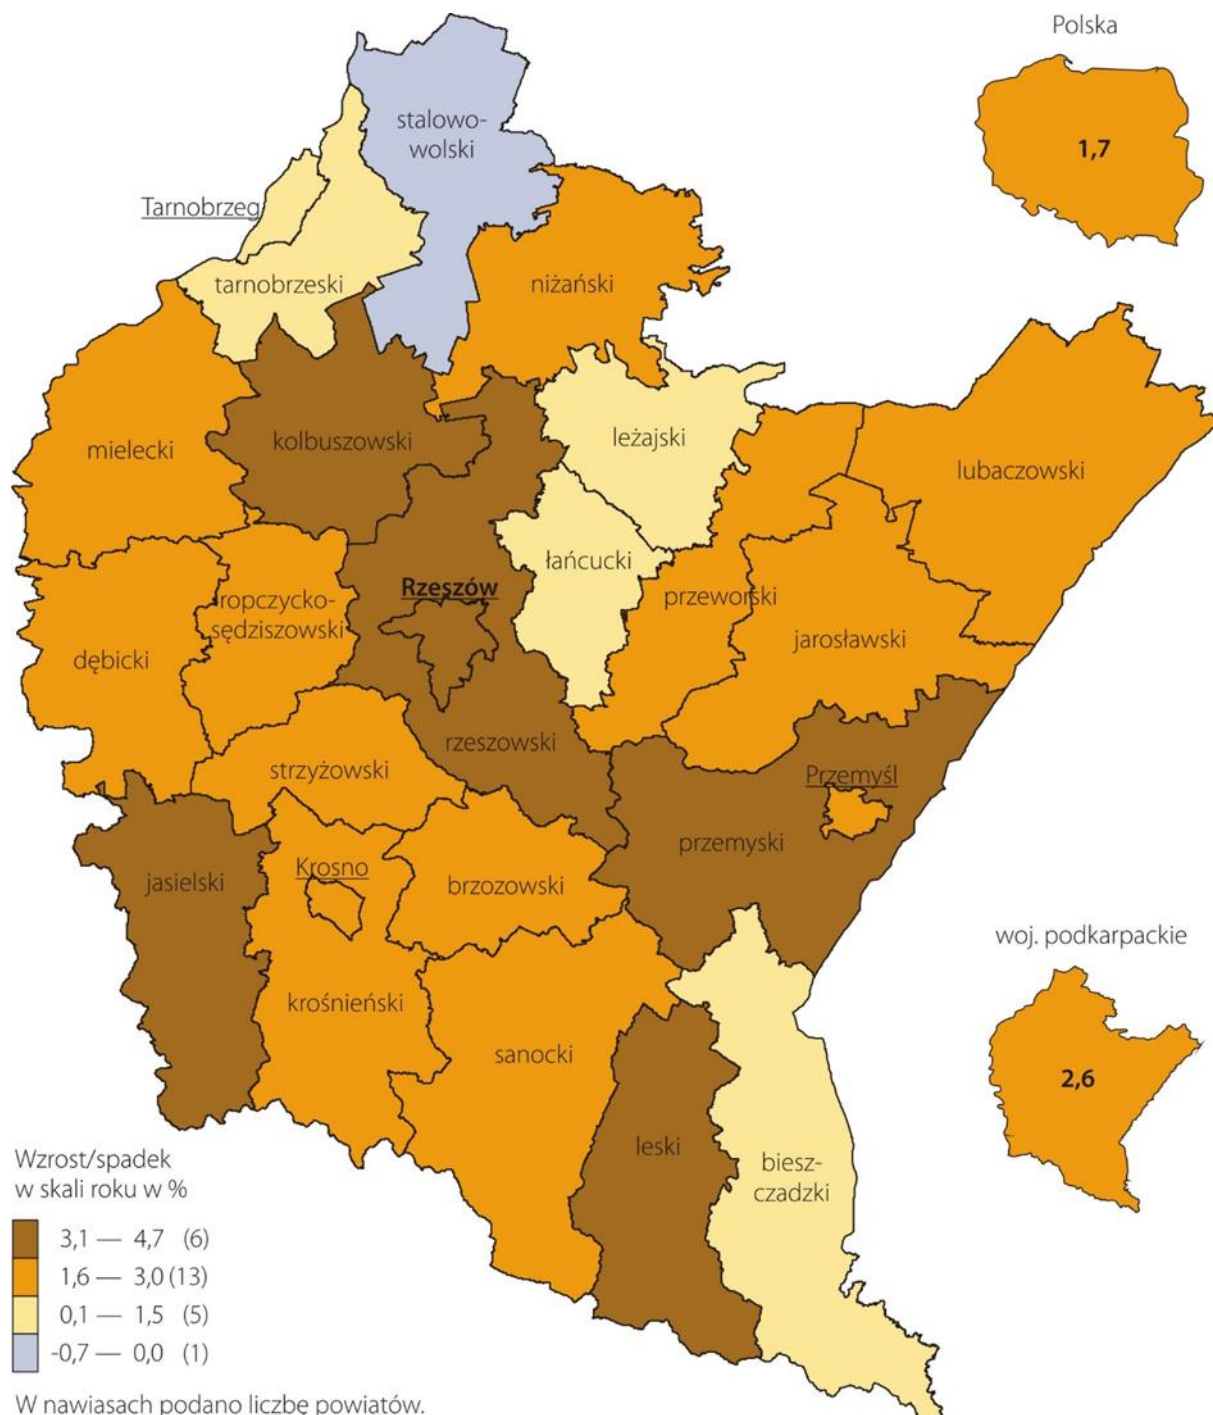 Polska
1,7
stalowo-
wolski
Tarnobrzeg
tarnobrzeski
niżański
mielecki
kolbuszowski
leżajski
lubaczowski
łańcucki
ropczycko-
sędziszowski
Rzeszów
przeworski
jarosławski
dębicki
rzeszowski
strzyżowski
Przemyśl
przemyski
jasielski
Krosno
brzozowski
woj. podkarpackie
2,6
krośnieński
sanocki
leski
biesz-
czadzki
Wzrost/spadek
w skali roku w %
3,1 — 4,7 (6)
1,6 — 3,0 (13)
0,1 — 1,5 (5)
-0,7 — 0,0 (1)
W nawiasach podano liczbę powiatów.